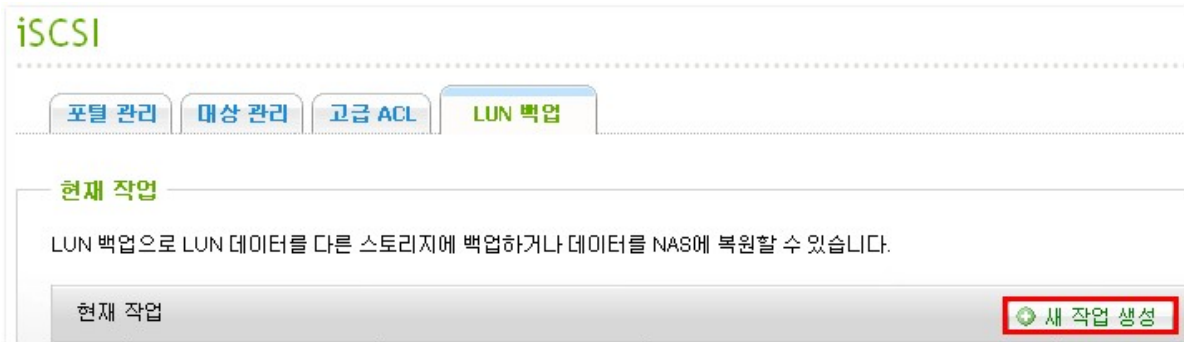 iSCSI
포털 관리 대상 관리 고급 ACL LUN 백업
현재 작업
LUN 백업으로 LUN 데이터를 다른 스토리지에 백업하거나 데이터를 NAS에 복원할 수 있습니다.
현재 작업 새 작업 생성